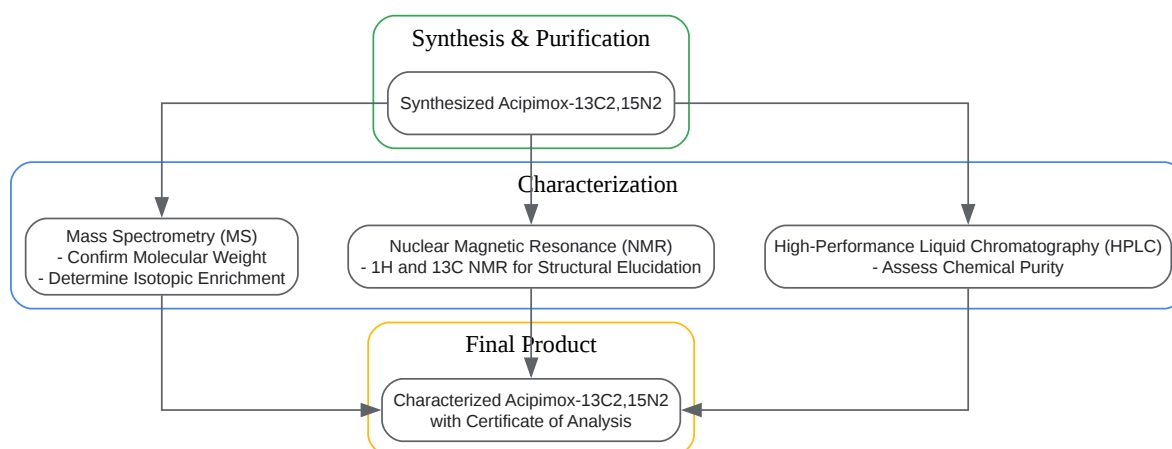 Synthesis & Purification
Synthesized Acipimox-13C2,15N2
Characterization
Mass Spectrometry (MS)
- Confirm Molecular Weight
- Determine Isotopic Enrichment
Nuclear Magnetic Resonance (NMR)
- 1H and 13C NMR for Structural Elucidation
High-Performance Liquid Chromatography (HPLC)
- Assess Chemical Purity
Final Product
Characterized Acipimox-13C2,15N2
with Certificate of Analysis